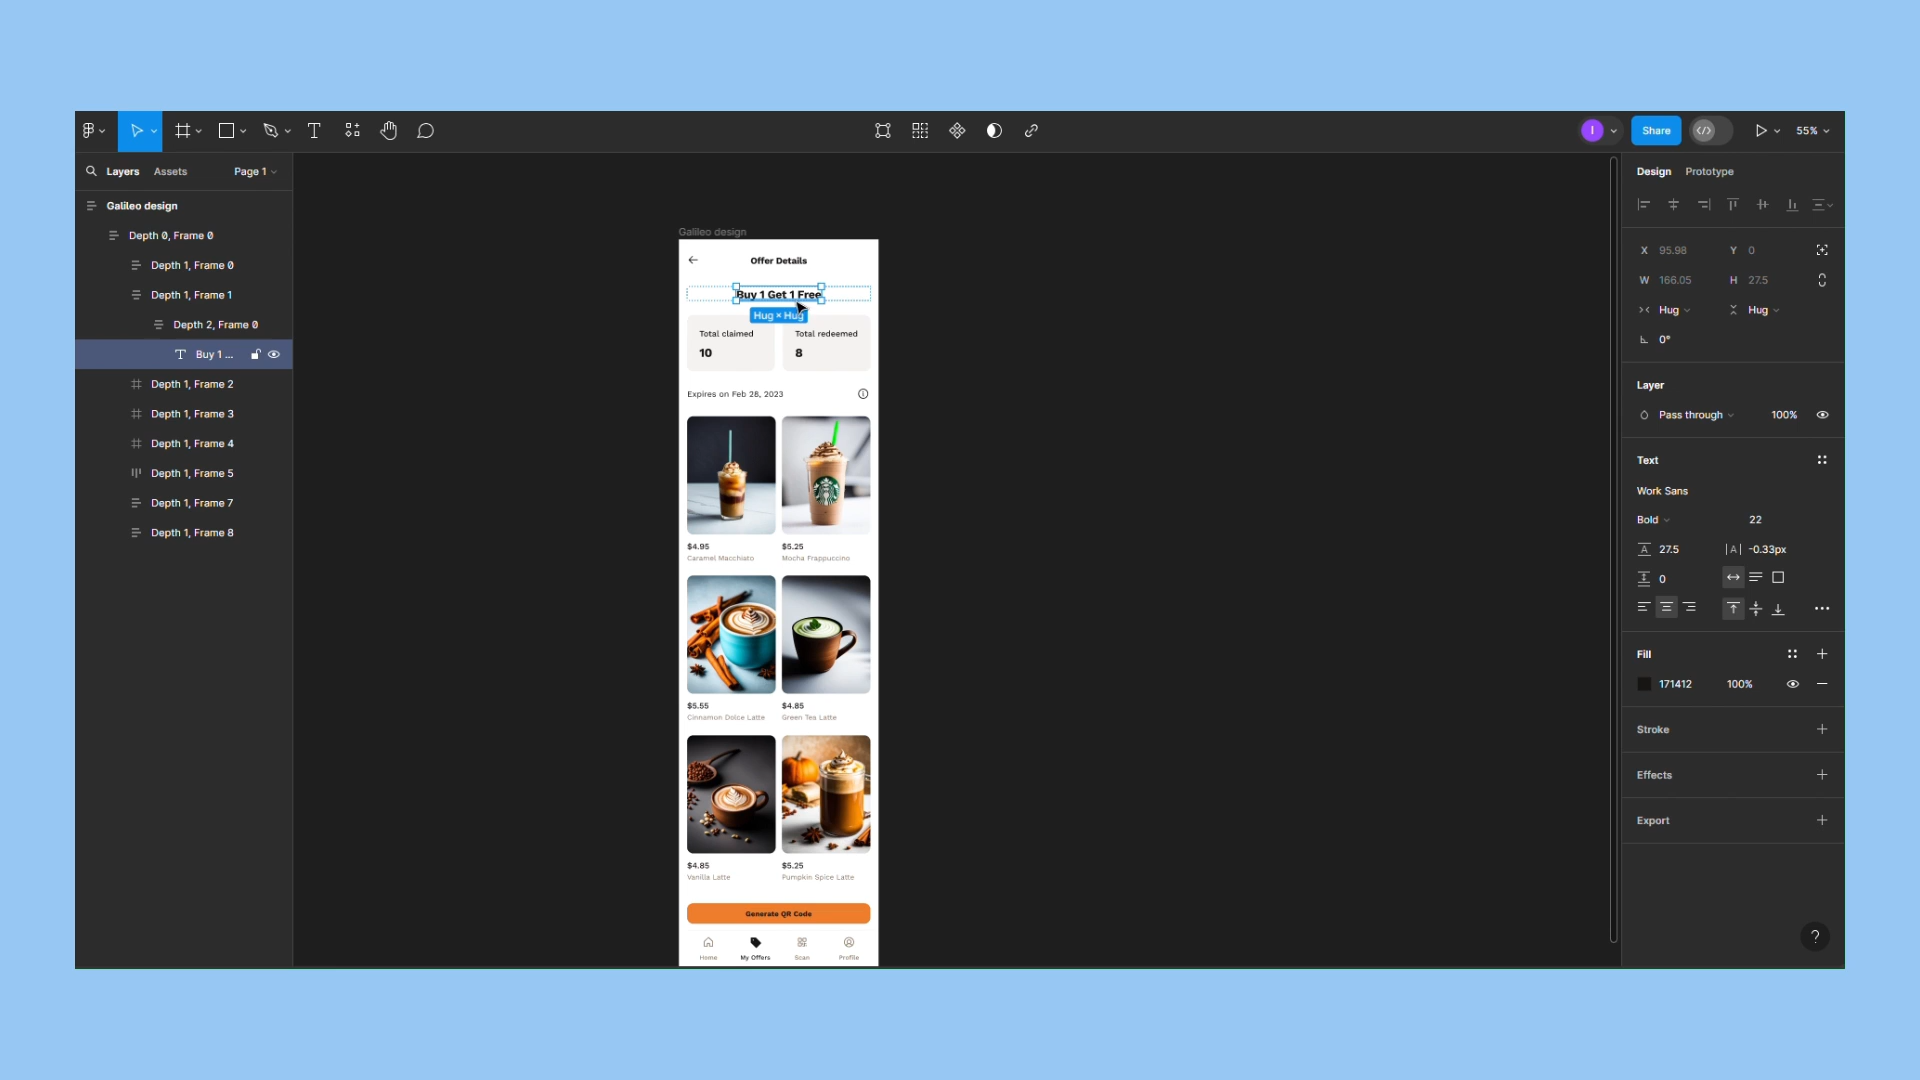 I
Share
55%
Layers Assets Page 1
Galileo design
Depth 0, Frame 0
Depth 1, Frame 0
Depth 1, Frame 1
Depth 2, Frame 0
Buy 1 ...
Depth 1, Frame 2
Depth 1, Frame 3
Depth 1, Frame 4
Depth 1, Frame 5
Depth 1, Frame 7
Depth 1, Frame 8
Galileo design
Offer Details
Buy 1 Get 1 Free
Hug × Hug
Total claimed
10
Total redeemed
8
Expires on Feb 28, 2023
$4.95
Caramel Macchiato
$5.25
Mocha Frappuccino
$5.55
Cinnamon Dolce Latte
$4.85
Green Tea Latte
$4.85
Vanilla Latte
$5.25
Pumpkin Spice Latte
Generate QR Code
Home My Offers Scan Profile
Design Prototype
X 95.98 Y 0
W 166.05 H 27.5
Hug Hug
0°
Layer
Pass through 100%
Text
Work Sans
Bold 22
A 27.5 |A| -0.33px
0
Fill
171412 100%
Stroke
Effects
Export
?